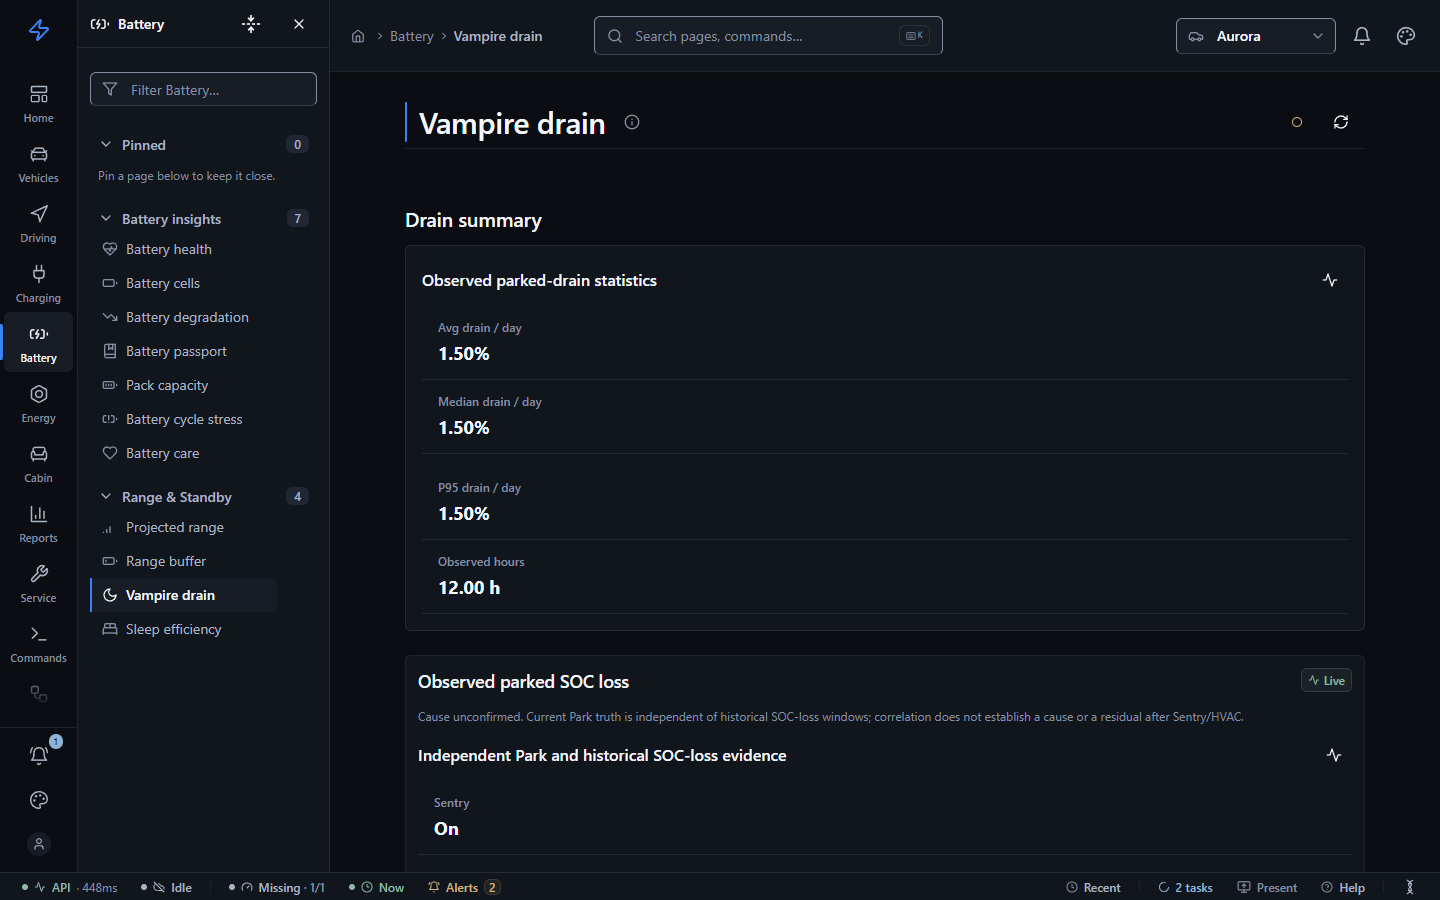 Battery
Battery
Vampire drain
Search pages, commands...
K
Aurora
Filter Battery...
Home
Vehicles
Driving
Charging
Battery
Energy
Cabin
Reports
Service
Commands
1
Pinned
0
Pin a page below to keep it close.
Battery insights
7
Battery health
Battery cells
Battery degradation
Battery passport
Pack capacity
Battery cycle stress
Battery care
Range & Standby
4
Projected range
Range buffer
Vampire drain
Sleep efficiency
Vampire drain
Drain summary
Observed parked-drain statistics
Avg drain / day
1.50%
Median drain / day
1.50%
P95 drain / day
1.50%
Observed hours
12.00 h
Observed parked SOC loss
Live
Cause unconfirmed. Current Park truth is independent of historical SOC-loss windows; correlation does not establish a cause or a residual after Sentry/HVAC.
Independent Park and historical SOC-loss evidence
Sentry
On
API · 448ms
Idle
Missing · 1/1
Now
Alerts 2
Recent
2 tasks
Present
Help